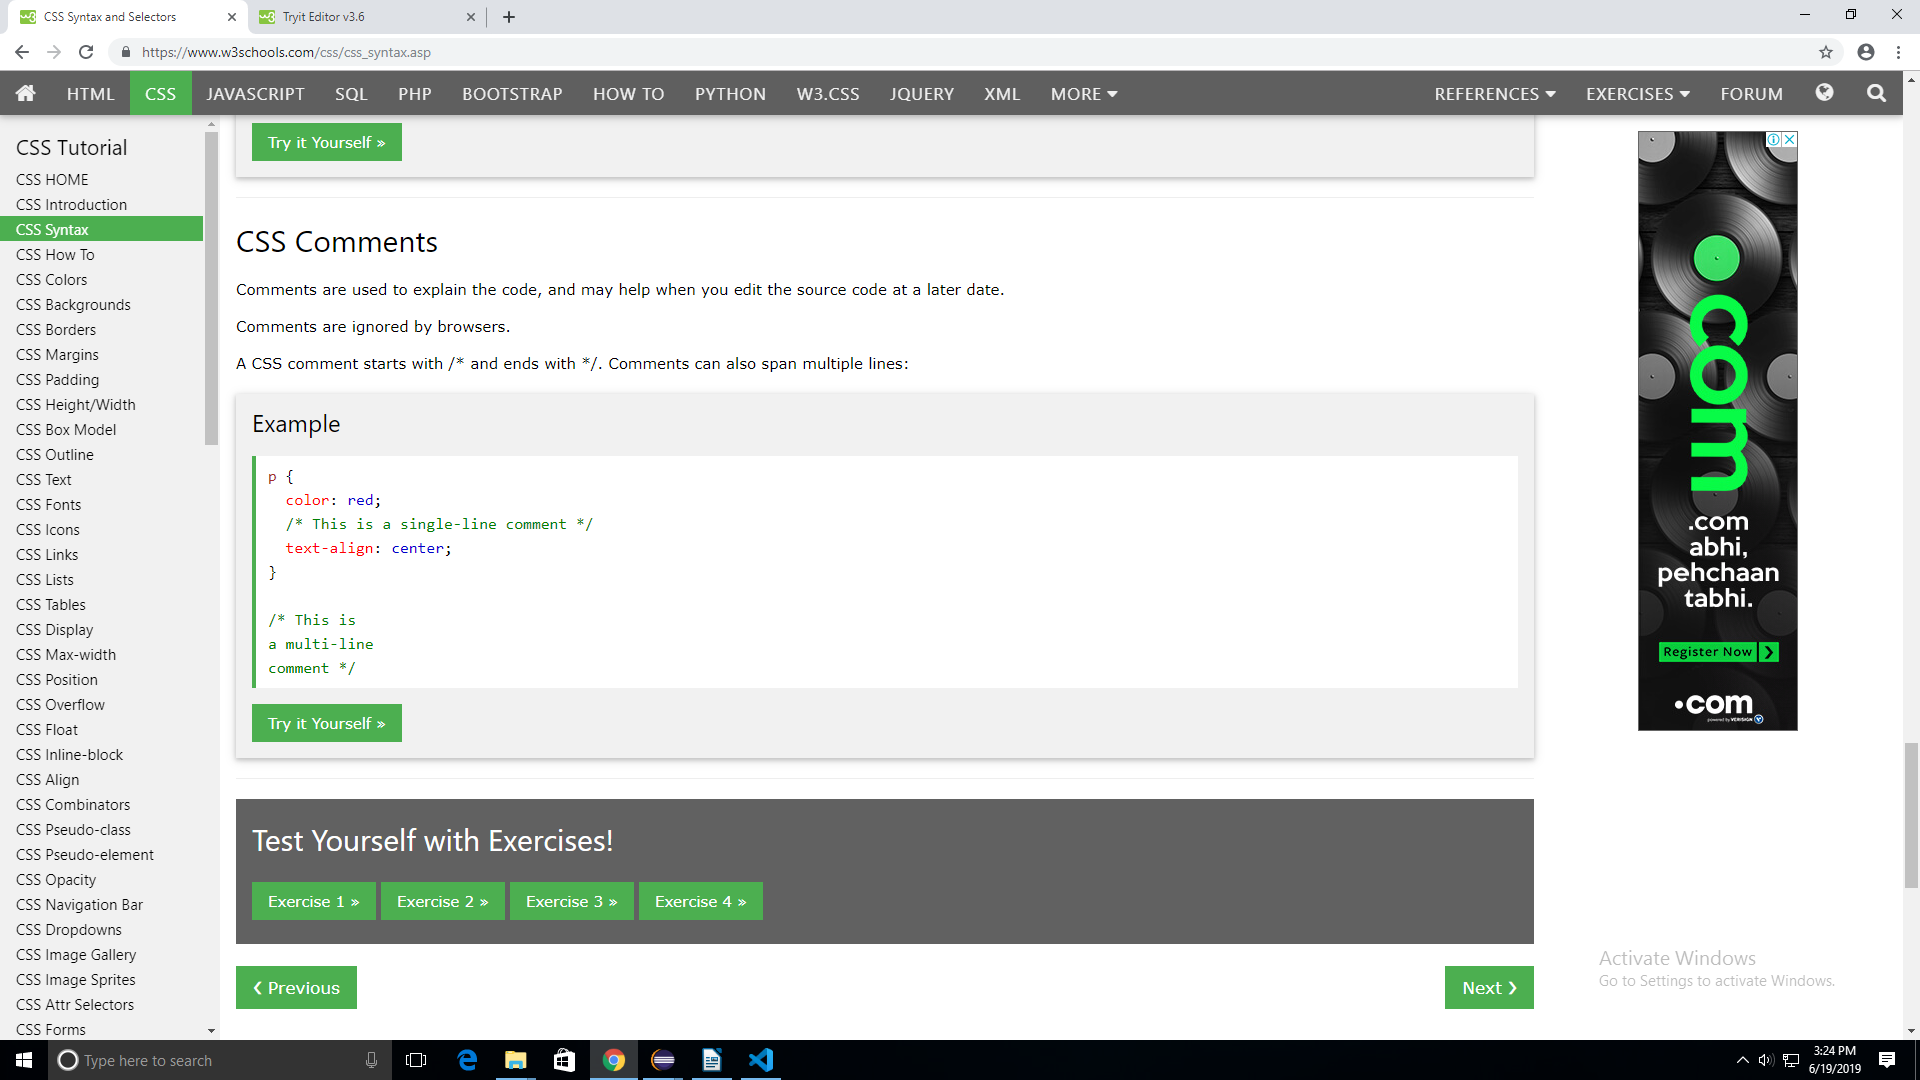 CSS Syntax and Selectors
Tryit Editor v3.6
https://www.w3schools.com/css/css_syntax.asp
HTML CSS JAVASCRIPT SQL PHP BOOTSTRAP HOW TO PYTHON W3.CSS JQUERY XML MORE REFERENCES EXERCISES FORUM
CSS Tutorial
CSS HOME
CSS Introduction
CSS Syntax
CSS How To
CSS Colors
CSS Backgrounds
CSS Borders
CSS Margins
CSS Padding
CSS Height/Width
CSS Box Model
CSS Outline
CSS Text
CSS Fonts
CSS Icons
CSS Links
CSS Lists
CSS Tables
CSS Display
CSS Max-width
CSS Position
CSS Overflow
CSS Float
CSS Inline-block
CSS Align
CSS Combinators
CSS Pseudo-class
CSS Pseudo-element
CSS Opacity
CSS Navigation Bar
CSS Dropdowns
CSS Image Gallery
CSS Image Sprites
CSS Attr Selectors
CSS Forms
Try it Yourself »
CSS Comments
Comments are used to explain the code, and may help when you edit the source code at a later date.
Comments are ignored by browsers.
A CSS comment starts with /* and ends with */. Comments can also span multiple lines:
Example
p {
  color: red;
  /* This is a single-line comment */
  text-align: center;
}
/* This is
a multi-line
comment */
Try it Yourself »
Test Yourself with Exercises!
Exercise 1 » Exercise 2 » Exercise 3 » Exercise 4 »
❮ Previous
Next ❯
.com
.com
abhi,
pehchaan
tabhi.
Register Now
.com
powered by VERISIGN
Activate Windows
Go to Settings to activate Windows.
Type here to search
3:24 PM
6/19/2019